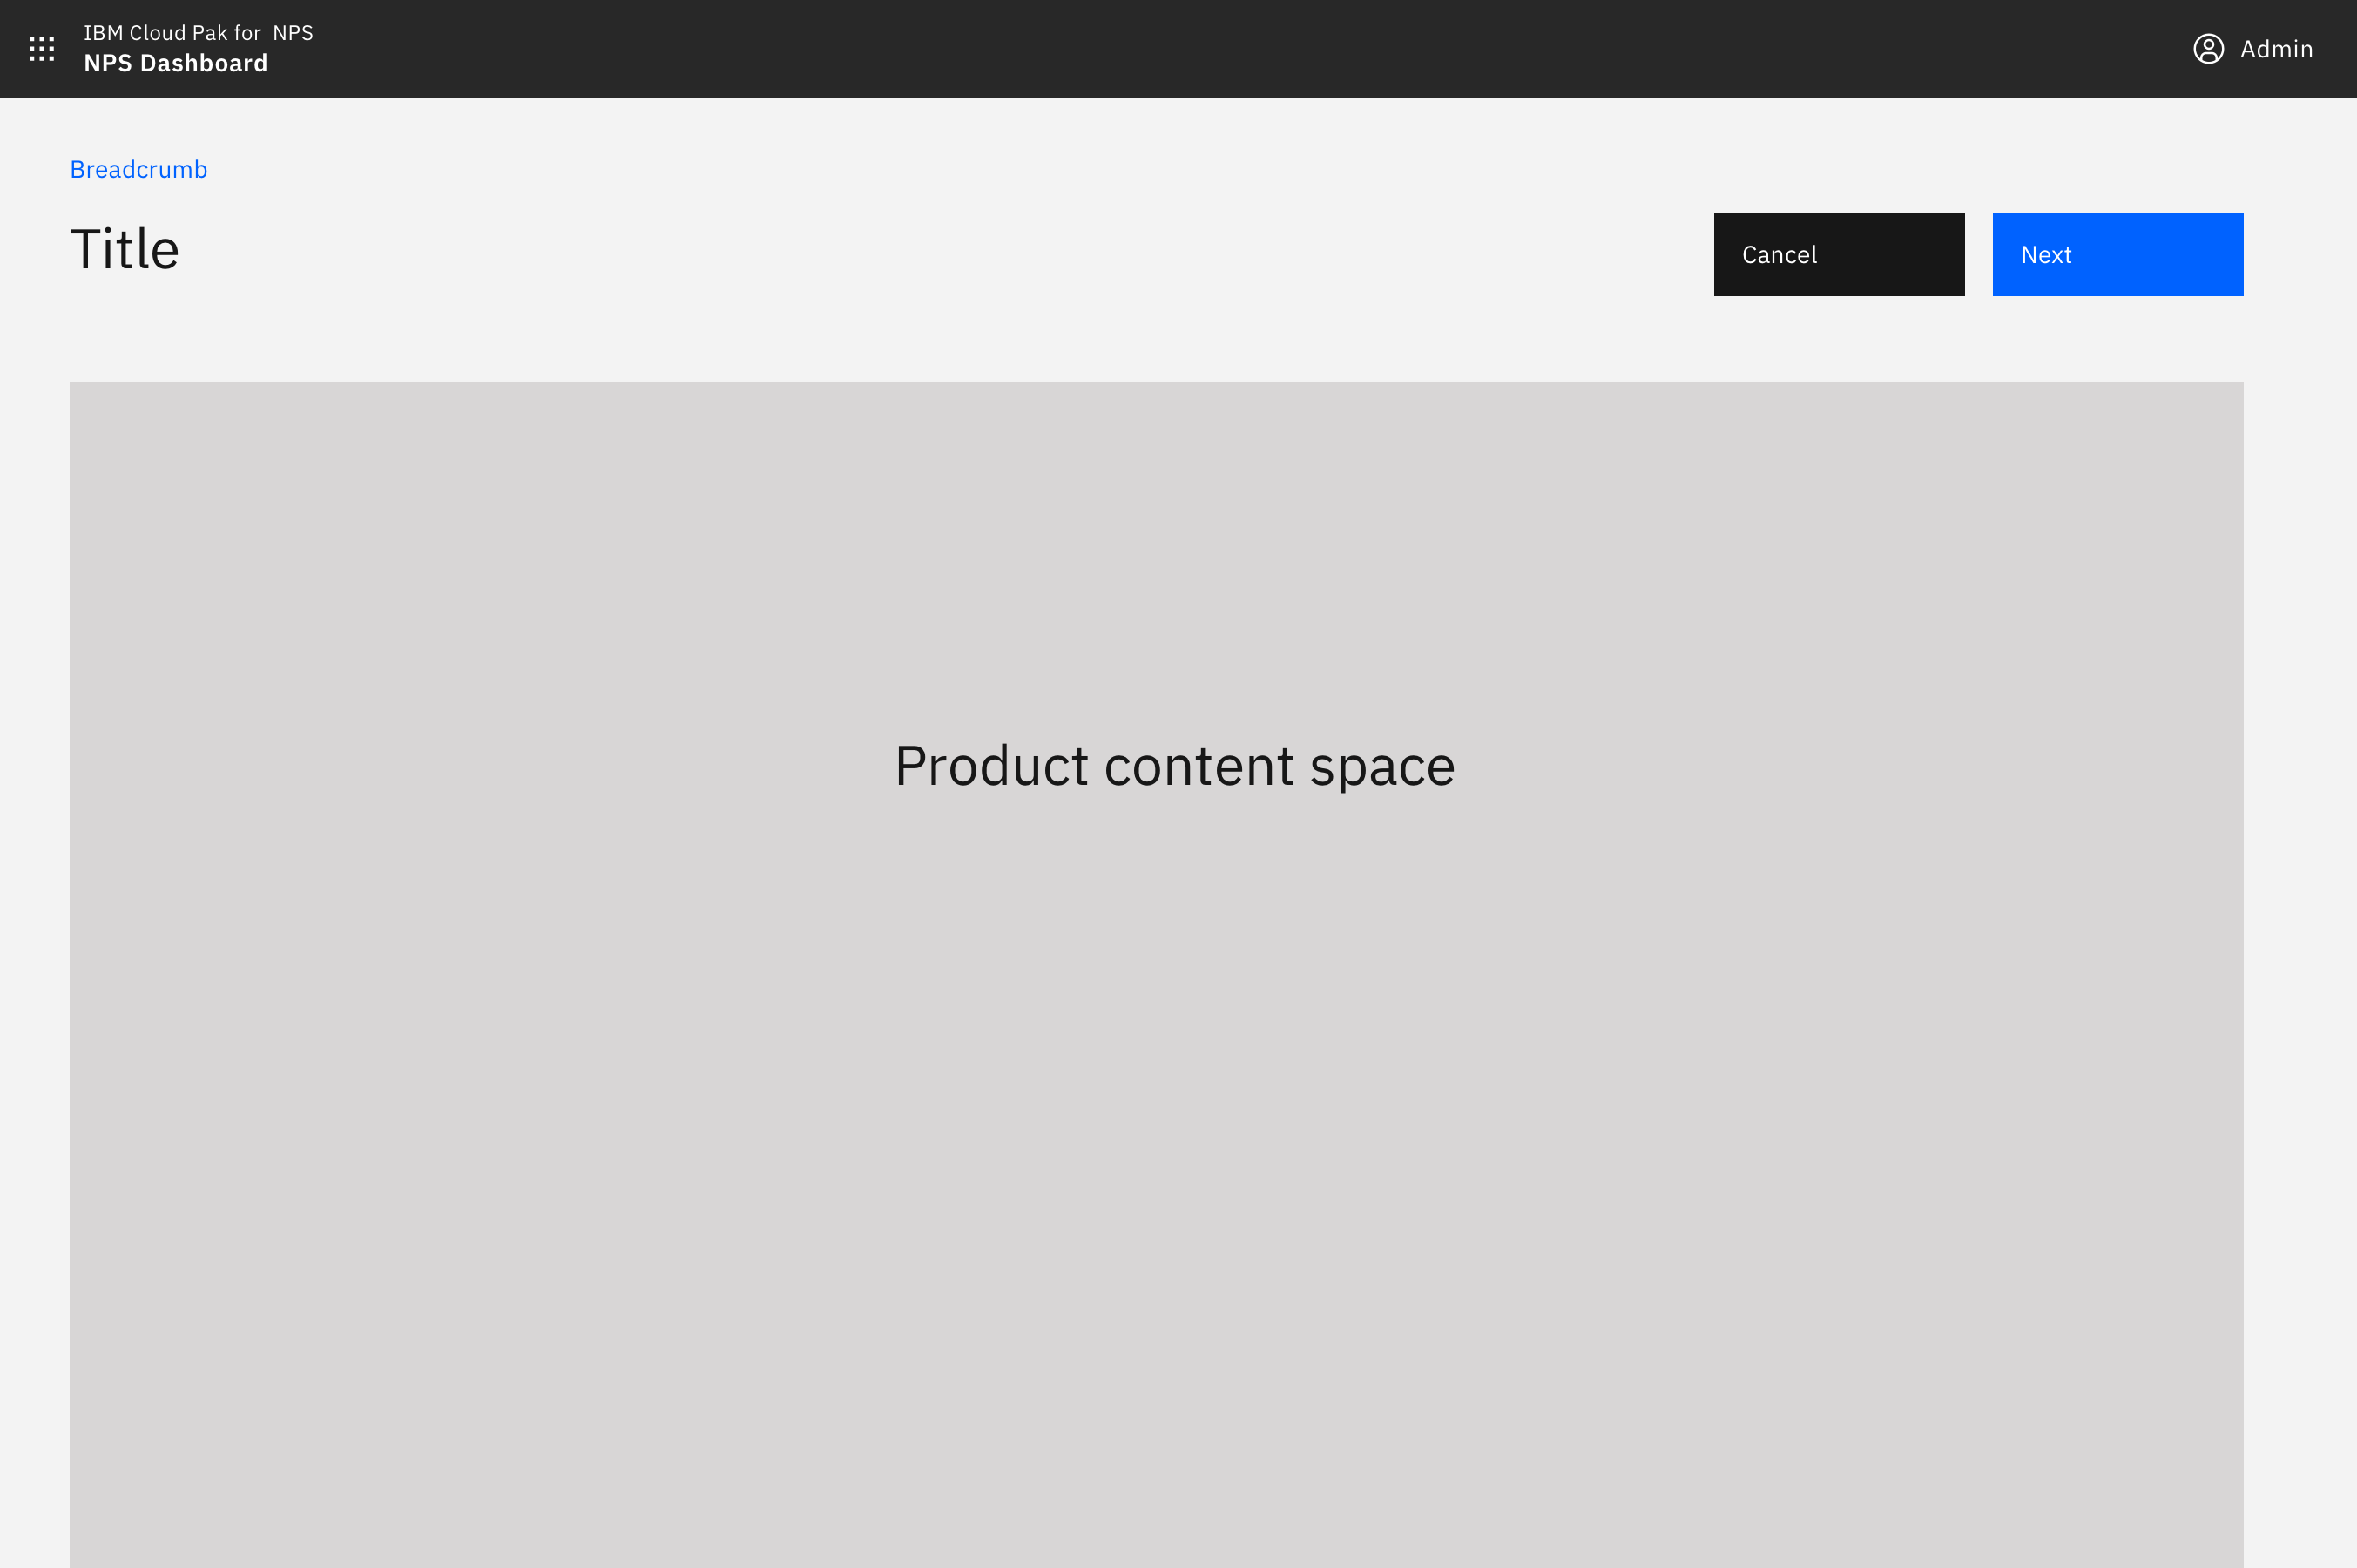 IBM Cloud Pak for  NPS
NPS Dashboard
Admin
Breadcrumb
Title
Cancel
Next
Product content space